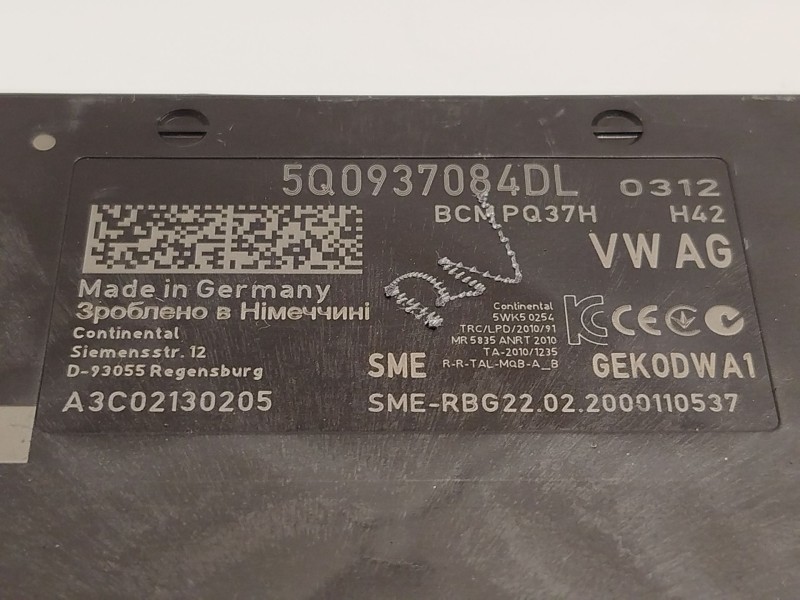 5Q0937084DL 0312
BCM PQ37H H42
VW AG
Made in Germany
Зроблено в Німеччині
Continental
Siemensstr. 12
D-93055 Regensburg
A3C02130205
Continental
5WK5 0254
TRC/LPD/2010/91
MR 5835 ANRT 2010
TA-2010/1235
R-R-TAL-MQB-A_B
CE
SME GEK0DWA1
SME-RBG22.02.2000110537